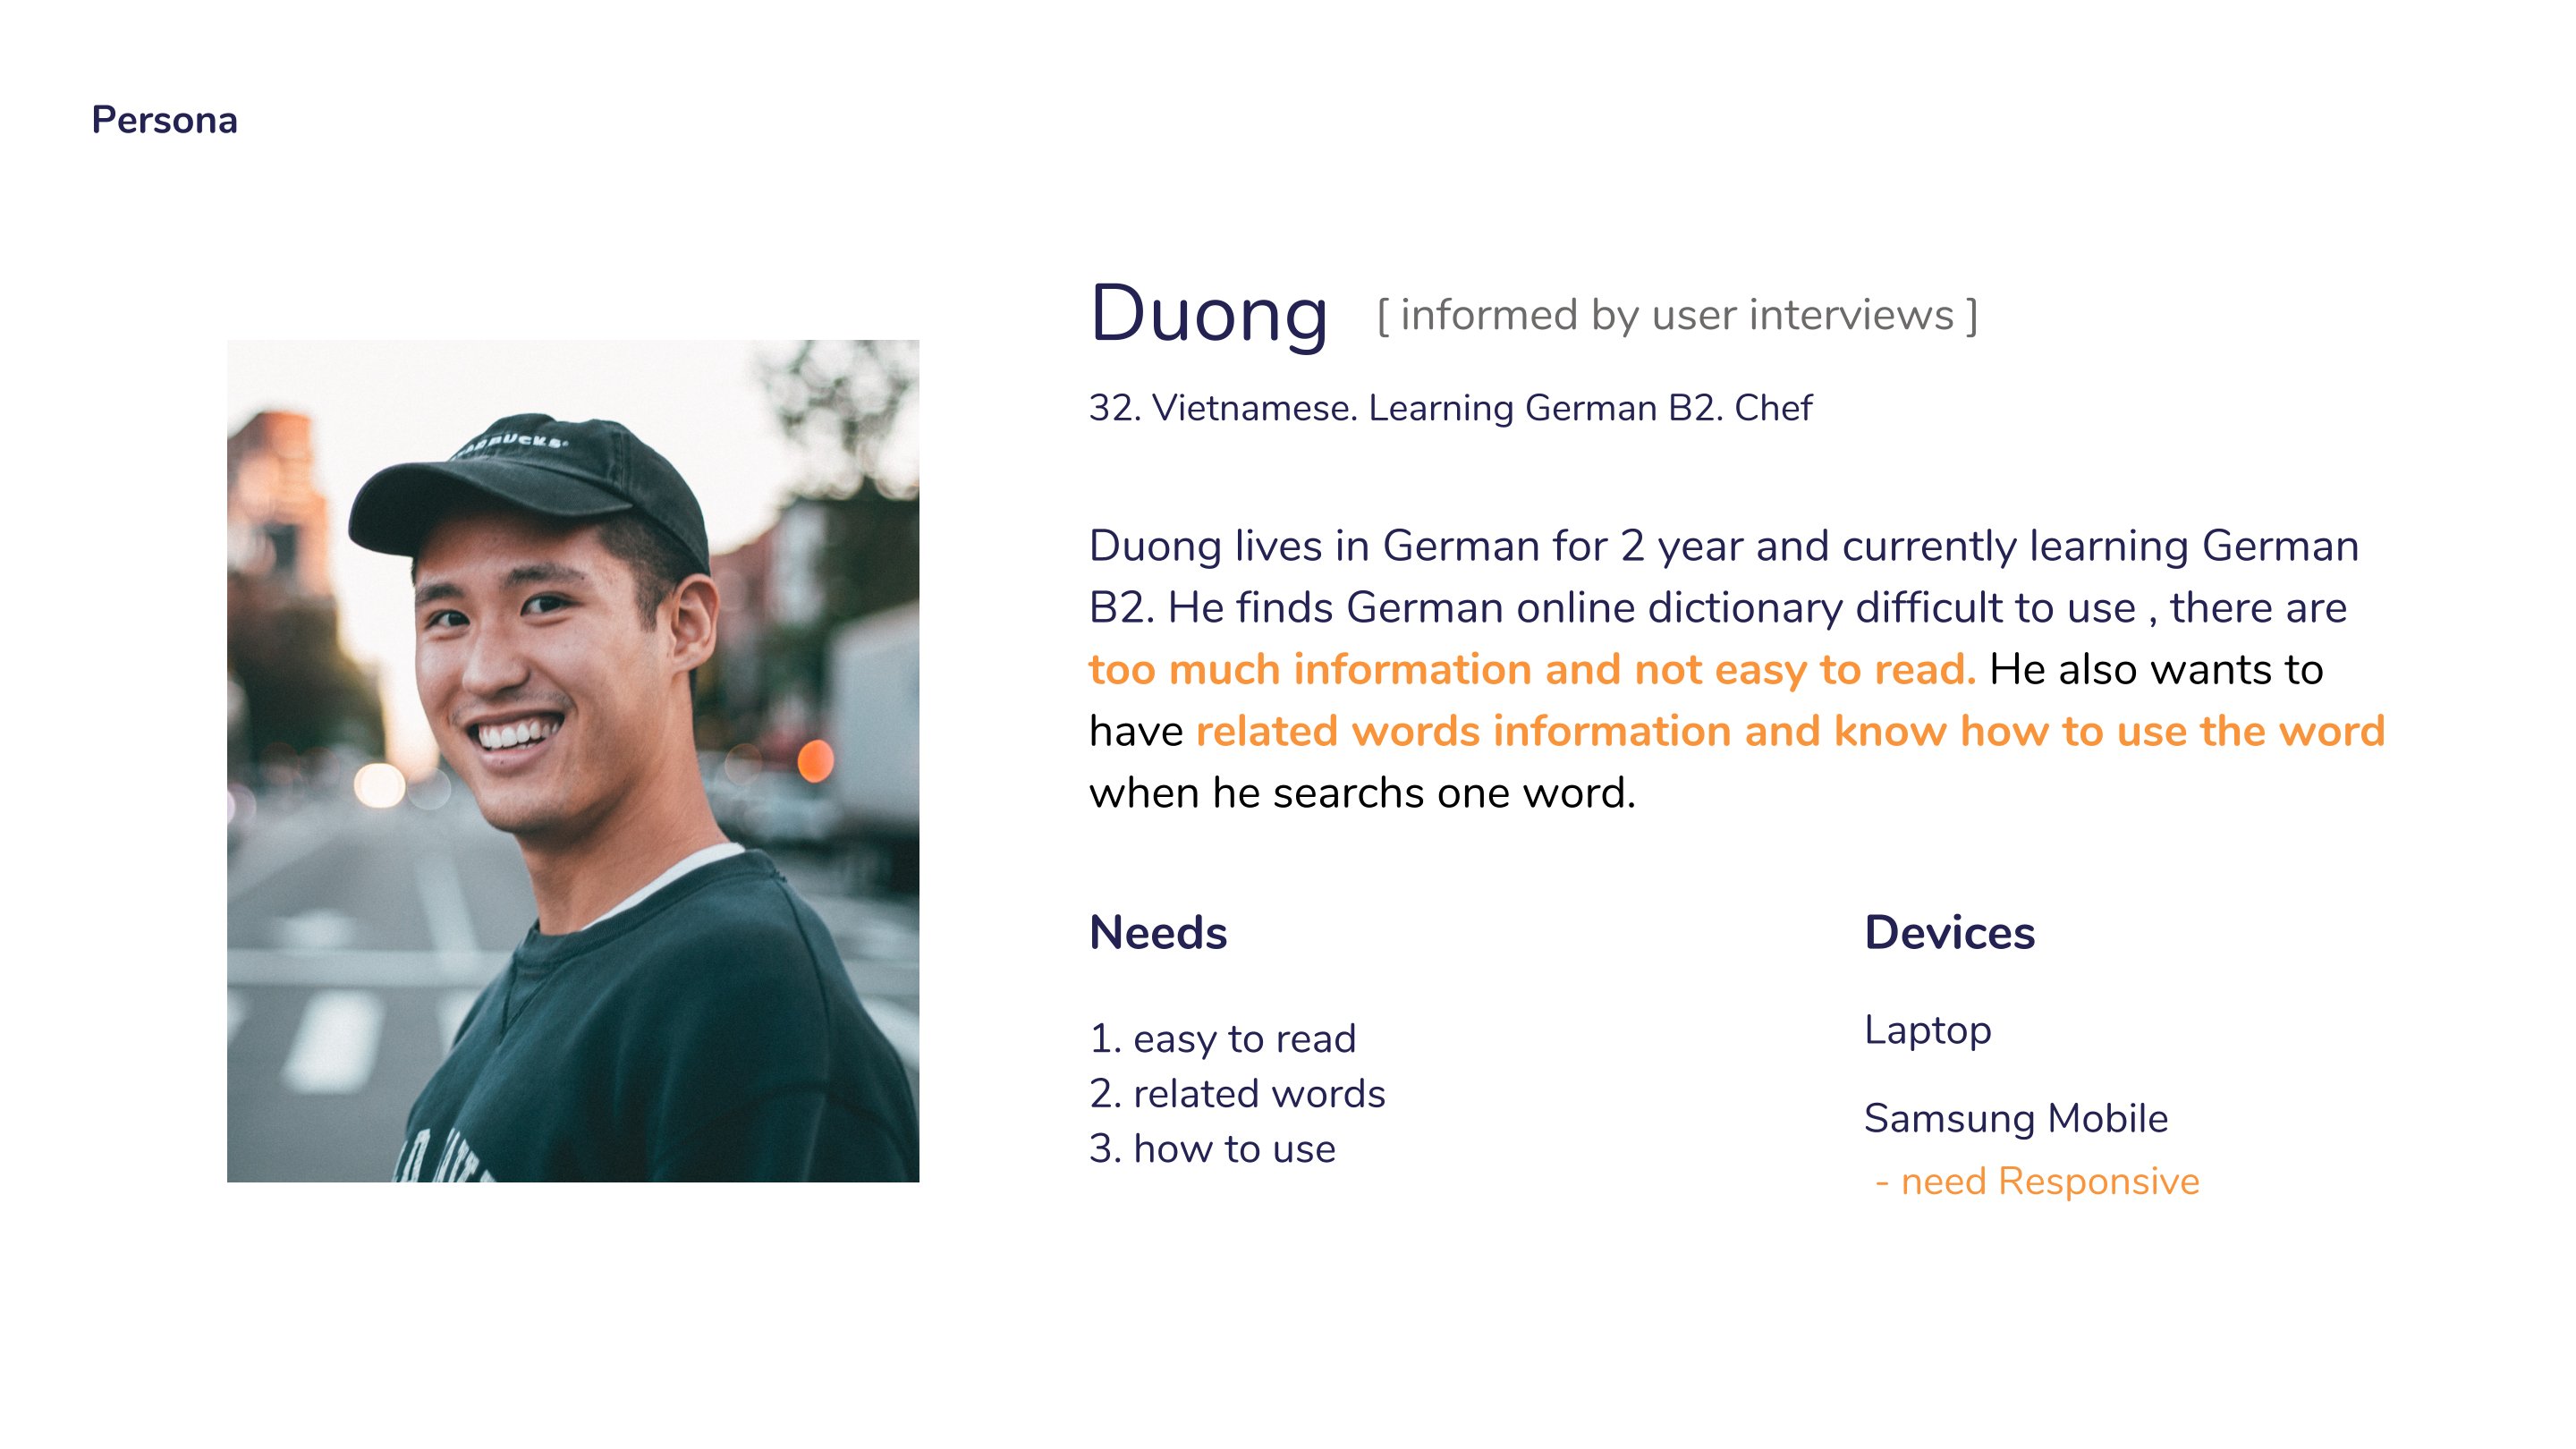 Persona
Duong [ informed by user interviews ]
32. Vietnamese. Learning German B2. Chef
Duong lives in German for 2 year and currently learning German
B2. He finds German online dictionary difficult to use , there are
too much information and not easy to read. He also wants to
have related words information and know how to use the word
when he searchs one word.
Needs
1. easy to read
2. related words
3. how to use
Devices
Laptop
Samsung Mobile
- need Responsive